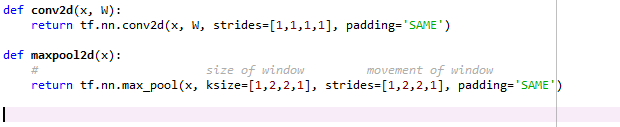 def conv2d(x, W):
    return tf.nn.conv2d(x, W, strides=[1,1,1,1], padding='SAME')
def maxpool2d(x):
    #                        size of window         movement of window
    return tf.nn.max_pool(x, ksize=[1,2,2,1], strides=[1,2,2,1], padding='SAME')